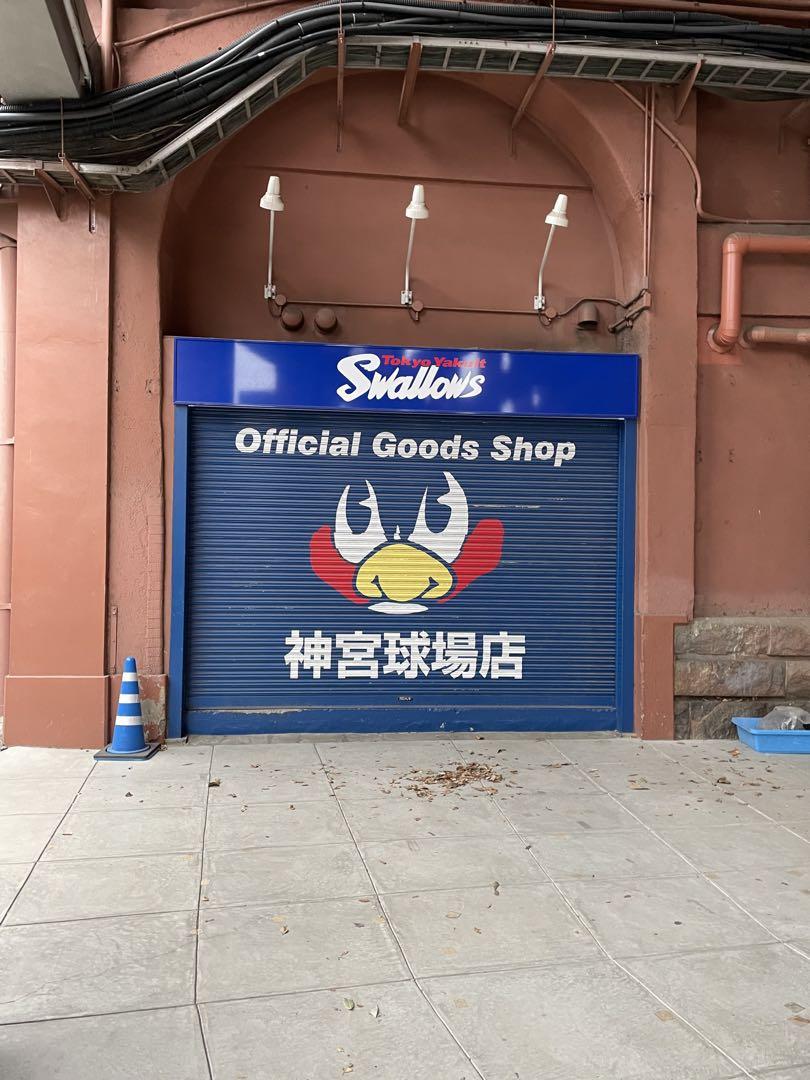 Tokyo Yakult
Swallows
Official Goods Shop
神宮球場店